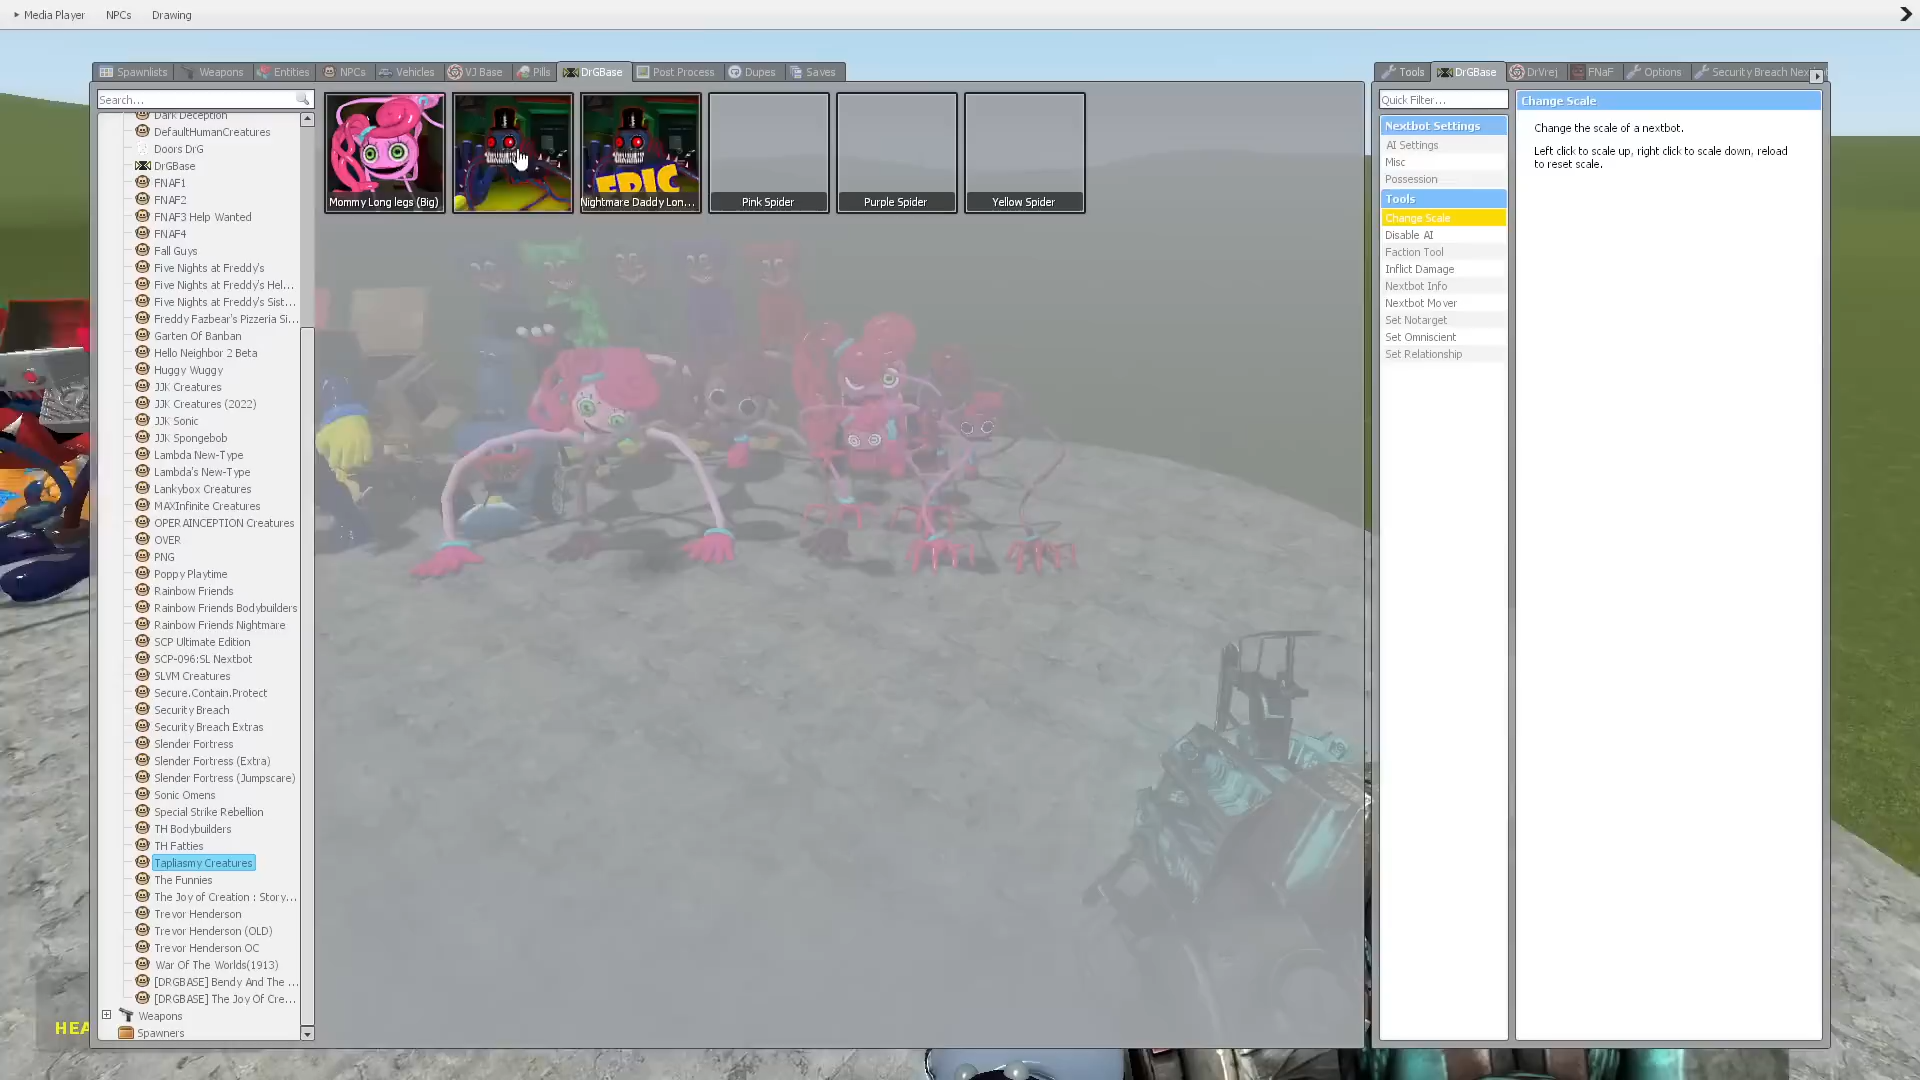 Media Player NPCs Drawing
Spawnlists Weapons Entities NPCs Vehicles VJ Base Pills DrGBase Post Process Dupes Saves
Tools DrGBase DrVrej FNaF Options Security Breach Nex
Search...
Dark Deception
DefaultHumanCreatures
Doors DrG
DrGBase
FNAF1
FNAF2
FNAF3 Help Wanted
FNAF4
Fall Guys
Five Nights at Freddy's
Five Nights at Freddy's Hel...
Five Nights at Freddy's Sist...
Freddy Fazbear's Pizzeria Si...
Garten Of Banban
Hello Neighbor 2 Beta
Huggy Wuggy
JJK Creatures
JJK Creatures (2022)
JJK Sonic
JJK Spongebob
Lambda New-Type
Lambda's New-Type
Lankybox Creatures
MAXInfinite Creatures
OPERAINCEPTION Creatures
OVER
PNG
Poppy Playtime
Rainbow Friends
Rainbow Friends Bodybuilders
Rainbow Friends Nightmare
SCP Ultimate Edition
SCP-096:SL Nextbot
SLVM Creatures
Secure.Contain.Protect
Security Breach
Security Breach Extras
Slender Fortress
Slender Fortress (Extra)
Slender Fortress (Jumpscare)
Sonic Omens
Special Strike Rebellion
TH Bodybuilders
TH Fatties
Tapliasmy Creatures
The Funnies
The Joy of Creation : Story...
Trevor Henderson
Trevor Henderson (OLD)
Trevor Henderson OC
War Of The Worlds(1913)
[DRGBASE] Bendy And The ...
[DRGBASE] The Joy Of Cre...
Weapons
Spawners
HEA
EPIC
Mommy Long legs (Big)
Nightmare Daddy Lon...
Pink Spider
Purple Spider
Yellow Spider
Quick Filter...
Nextbot Settings
AI Settings
Misc
Possession
Tools
Change Scale
Disable AI
Faction Tool
Inflict Damage
Nextbot Info
Nextbot Mover
Set Notarget
Set Omniscient
Set Relationship
Change Scale
Change the scale of a nextbot.
Left click to scale up, right click to scale down, reload
to reset scale.